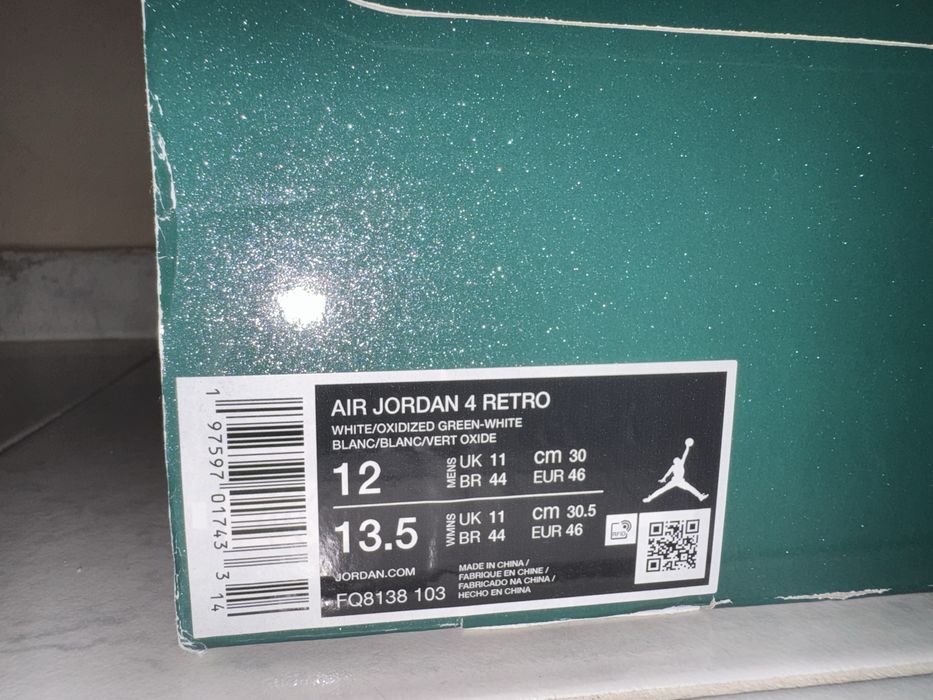 AIR JORDAN 4 RETRO
WHITE/OXIDIZED GREEN-WHITE
BLANC/BLANC/VERT OXIDE
12 MENS UK 11 cm 30
BR 44 EUR 46
13.5 WMNS UK 11 cm 30.5
BR 44 EUR 46
RFID
JORDAN.COM
MADE IN CHINA /
FABRIQUE EN CHINE /
FABRICADO NA CHINA /
HECHO EN CHINA
FQ8138 103
1 97597 01743 3 14